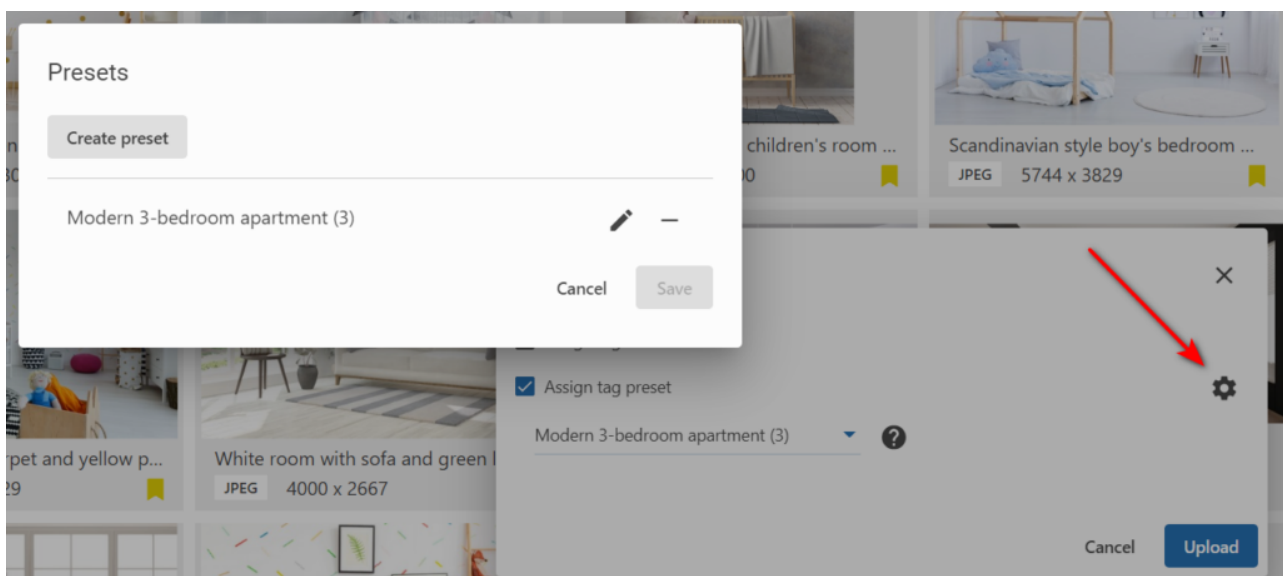 Presets
Create preset
Modern 3-bedroom apartment (3)
Cancel
Save
children's room ...
Scandinavian style boy's bedroom ...
JPEG
5744 x 3829
Assign tag preset
Modern 3-bedroom apartment (3)
?
rpet and yellow p...
29
White room with sofa and green
JPEG
4000 x 2667
Cancel
Upload